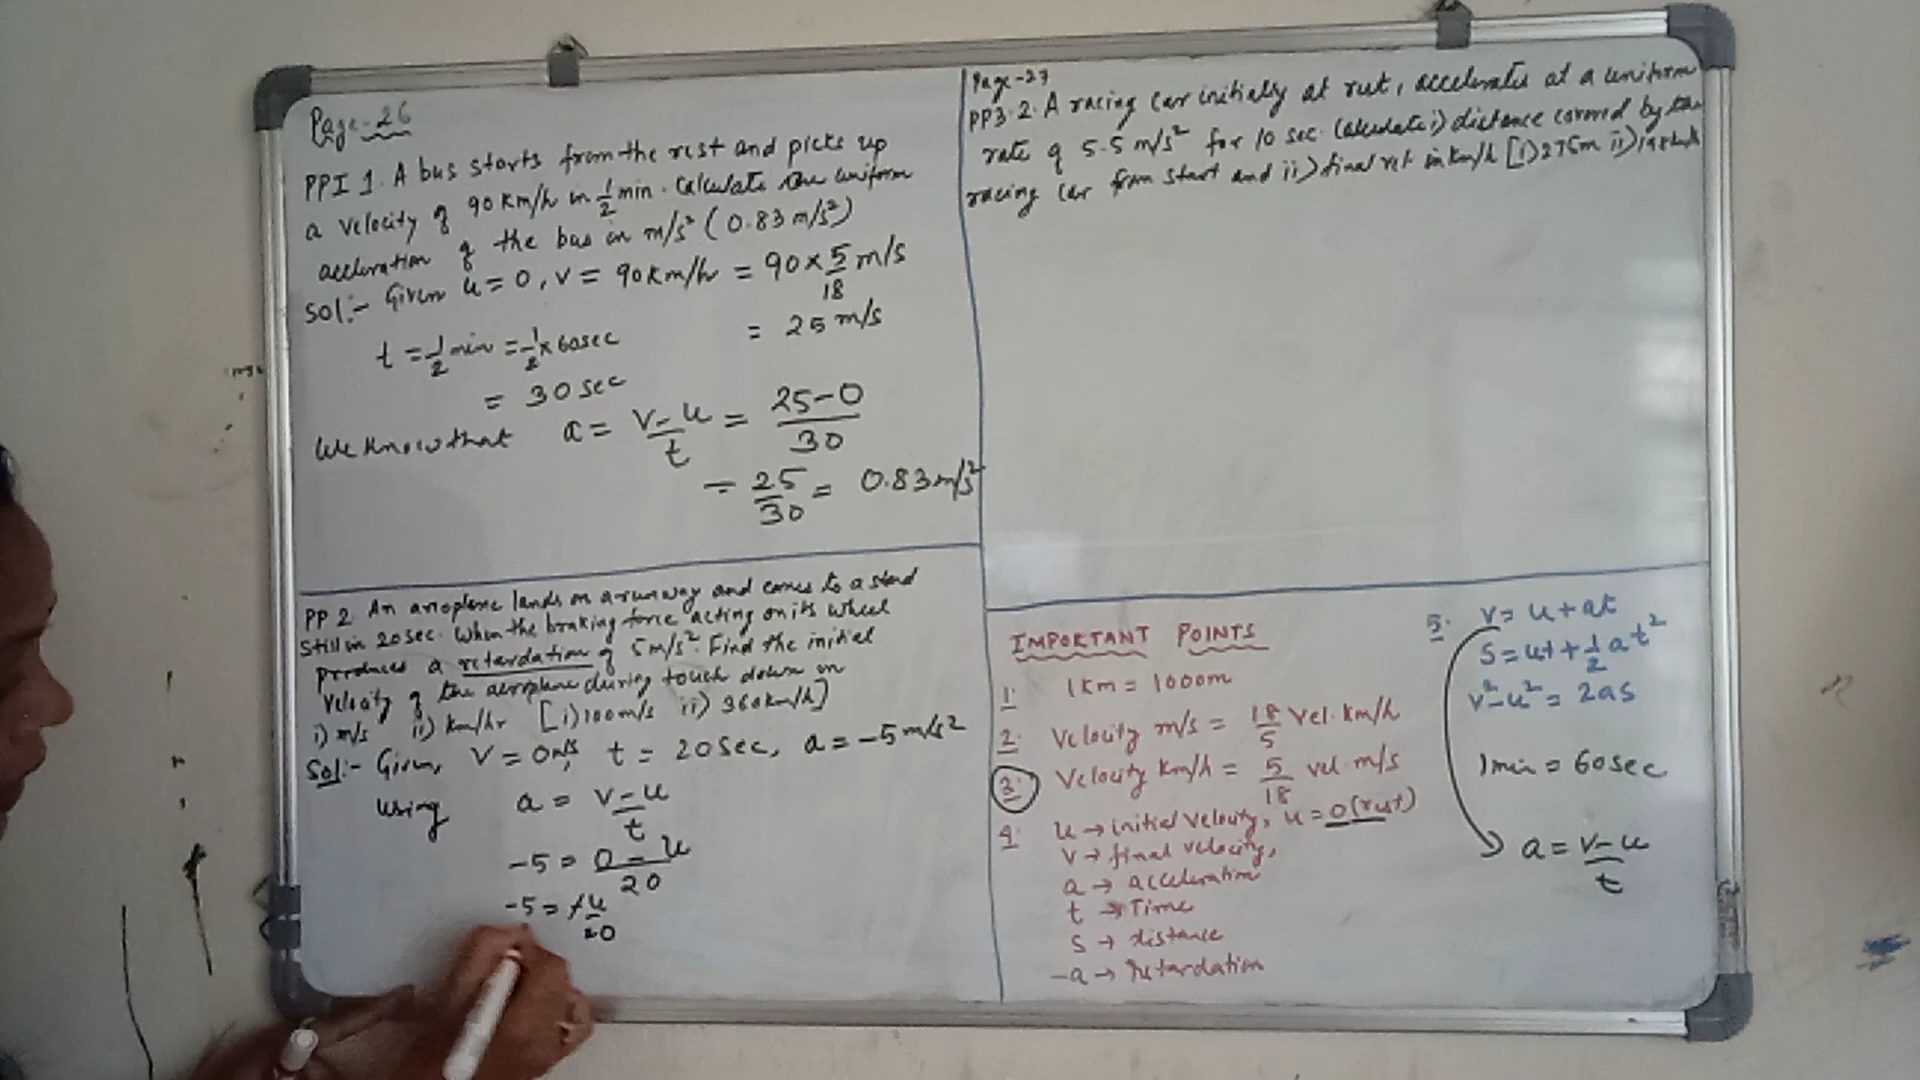 Page-26
PPI 1. A bus starts from the rest and picks up
a velocity of 90 km/h in 1/2 min. Calculate the uniform
accleration of the bus in m/s² (0.83 m/s²)
Sol:- Given u = 0, v = 90 km/h = 90 × 5/18 m/s
= 25 m/s
t = 1/2 min = 1/2 × 60 sec
= 30 sec
We know that a = v-u/t = 25-0/30
= 25/30 = 0.83 m/s²
PP 2. An aroplane lands on a runway and comes to a stand
still in 20 sec. When the braking force acting on its wheel
produces a retardation of 5 m/s². Find the initial
velocity of the aeroplane during touch down in
i) m/s ii) km/hr [i) 100 m/s ii) 360 km/h]
Sol:- Given, V = 0 m/s, t = 20 sec, a = -5 m/s²
Using a = v-u/t
-5 = 0-u/20
-5 = -u/20
Page-27
PP3.2. A racing car initially at rest, accelerates at a uniform
rate of 5.5 m/s² for 10 sec. Calculate i) distance covered by the
racing car from start and ii) final vel. in km/h [i) 275m ii) 198 km/h
IMPORTANT POINTS
1. 1 Km = 1000m
2. Velocity m/s = 18/5 vel. km/h
3. Velocity km/h = 5/18 vel. m/s
4. u → initial velocity, u = 0 (rest)
v → final velocity,
a → acceleration
t → Time
s → distance
-a → retardation
5. v = u + at
s = ut + 1/2 at²
v² - u² = 2as
1 min = 60 sec
a = v-u/t